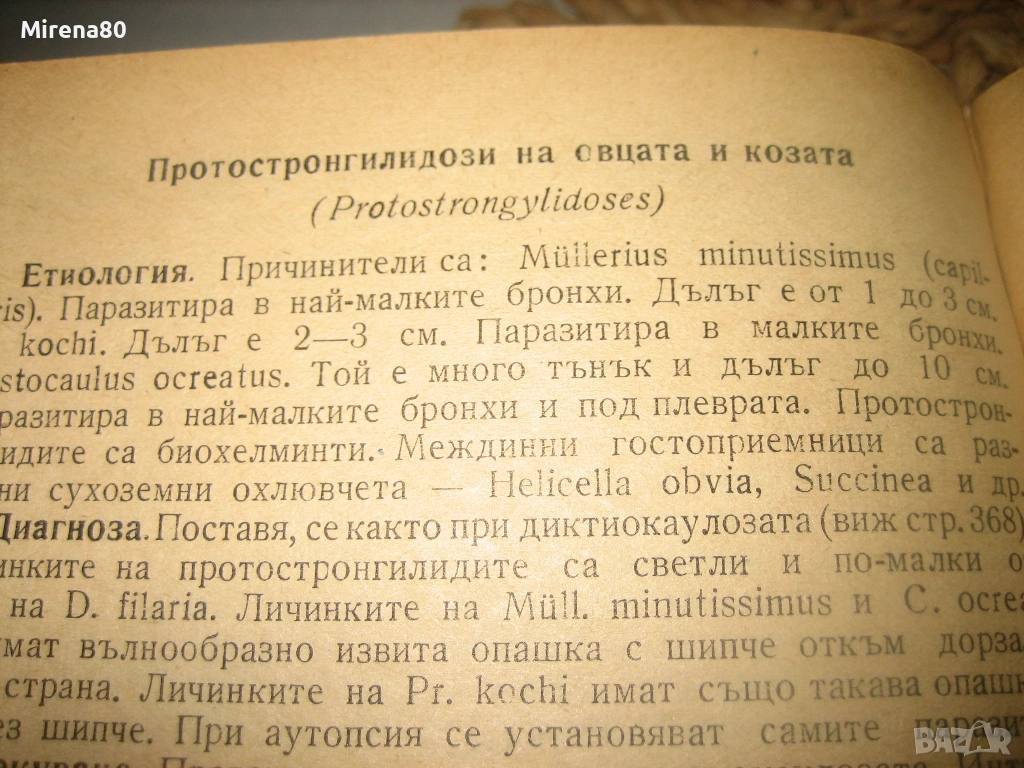 Mirena80
Протостронгилидози на овцата и козата
(Protostrongylidoses)
Етиология. Причинители са: Müllerius minutissimus (capil-
ris). Паразитира в най-малките бронхи. Дълъг е от 1 до 3 см.
kochi. Дълъг е 2—3 см. Паразитира в малките бронхи.
stocaulus ocreatus. Той е много тънък и дълъг до 10 см.
разитира в най-малките бронхи и под плеврата. Протострон-
идите са биохелминти. Междинни гостоприемници са раз-
ни сухоземни охлювчета — Helicella obvia, Succinea и др.
Диагноза. Поставя, се както при диктиокаулозата (виж стр. 368)
инките на протостронгилидите са светли и по-малки о
на D. filaria. Личинките на Müll. minutissimus и C. ocrea
мат вълнообразно извита опашка с шипче откъм дорза
страна. Личинките на Pr. kochi имат също такава опашк
ез шипче. При аутопсия се установяват самите паразит
BAZAR